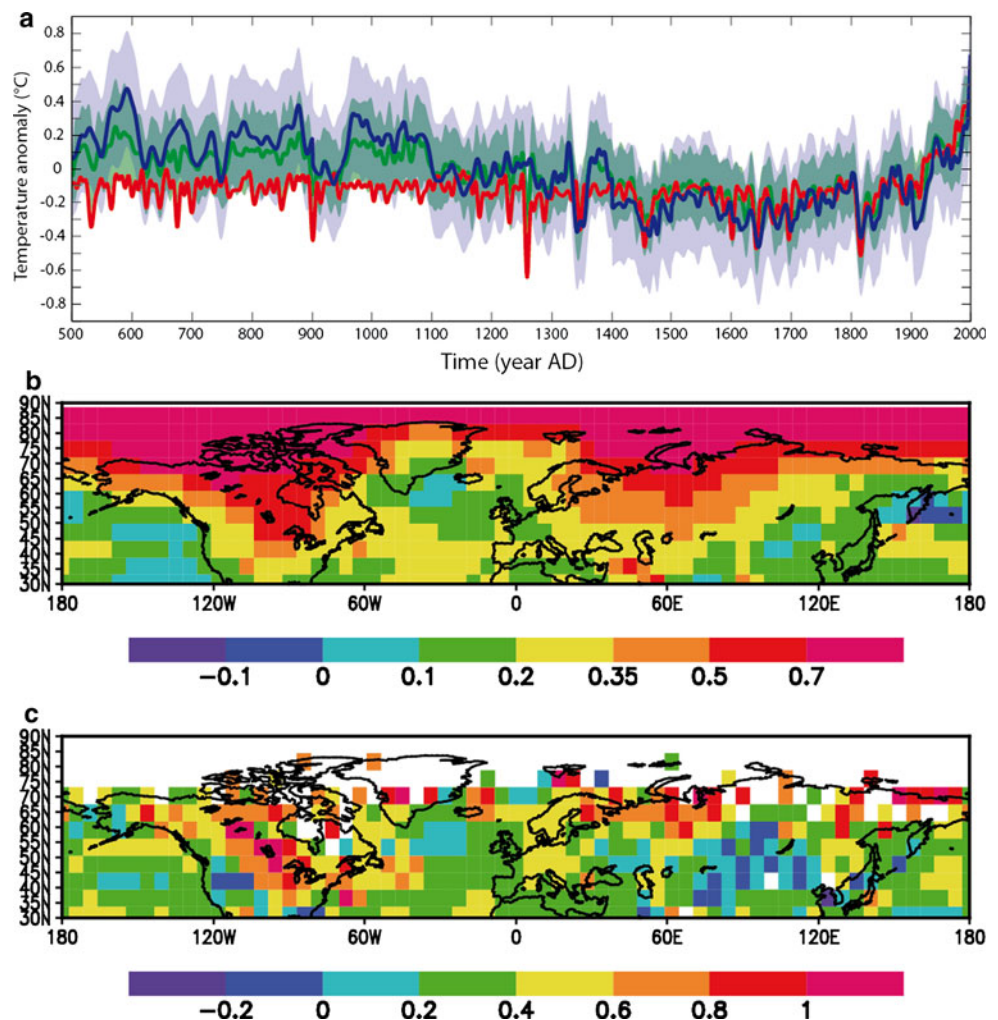 a
Temperature anomaly (°C)
0.8
0.4
0.2
0
-0.2
-0.4
-0.6
-0.8
500 600 700 800 900 1000 1100 1200 1300 1400 1500 1600 1700 1800 1900 2000
Time (year AD)
b
90N
85N
80N
75N
70N
65N
60N
55N
50N
45N
40N
35N
30N
180 120W 60W 0 60E 120E 180
−0.1 0 0.1 0.2 0.35 0.5 0.7
c
90N
85N
80N
75N
70N
65N
60N
55N
50N
45N
40N
35N
30N
180 120W 60W 0 60E 120E 180
−0.2 0 0.2 0.4 0.6 0.8 1